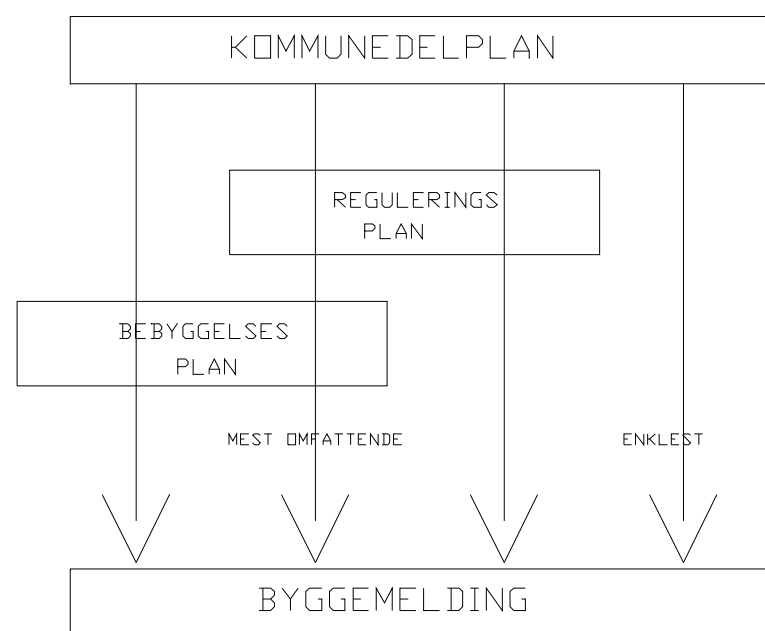 KOMMUNEDELPLAN
REGULERINGS
PLAN
BEBYGGELSES
PLAN
MEST OMFATTENDE
ENKLEST
BYGGEMELDING